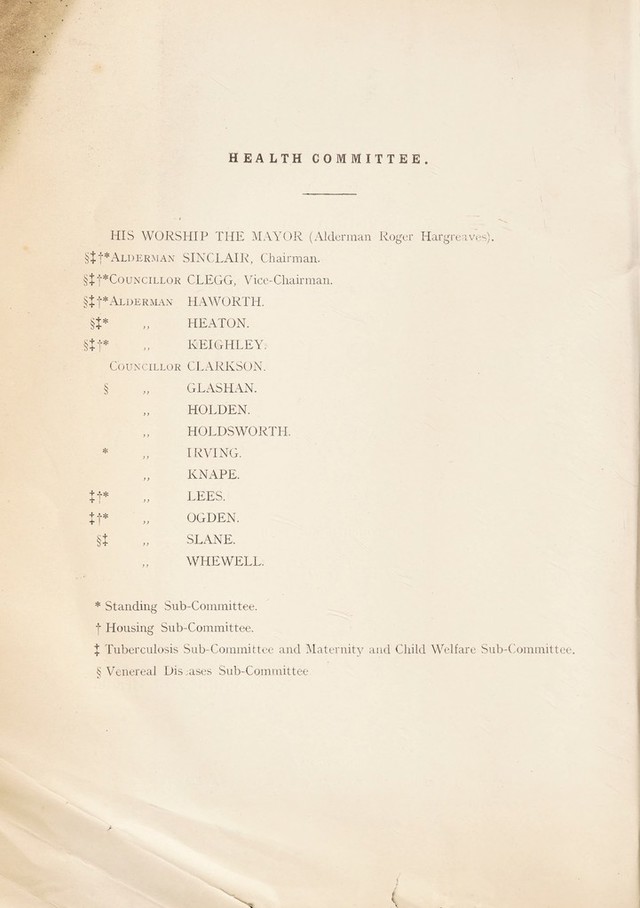 HEALTH COMMITTEE.
HIS WORSHIP THE MAYOR (Alderman Roger Hargreaves).
§‡†*ALDERMAN SINCLAIR, Chairman.
§‡†*COUNCILLOR CLEGG, Vice-Chairman.
§‡†*ALDERMAN HAWORTH.
§‡* ,, HEATON.
§‡†* ,, KEIGHLEY.
COUNCILLOR CLARKSON.
§ ,, GLASHAN.
,, HOLDEN.
,, HOLDSWORTH.
* ,, IRVING.
,, KNAPE.
‡†* ,, LEES.
‡†* ,, OGDEN.
§‡ ,, SLANE.
,, WHEWELL.
* Standing Sub-Committee.
† Housing Sub-Committee.
‡ Tuberculosis Sub-Committee and Maternity and Child Welfare Sub-Committee.
§ Venereal Diseases Sub-Committee